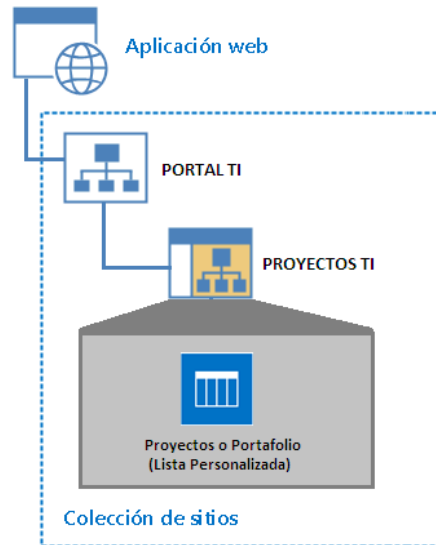 Aplicación web
PORTAL TI
PROYECTOS TI
Proyectos o Portafolio
(Lista Personalizada)
Colección de sitios